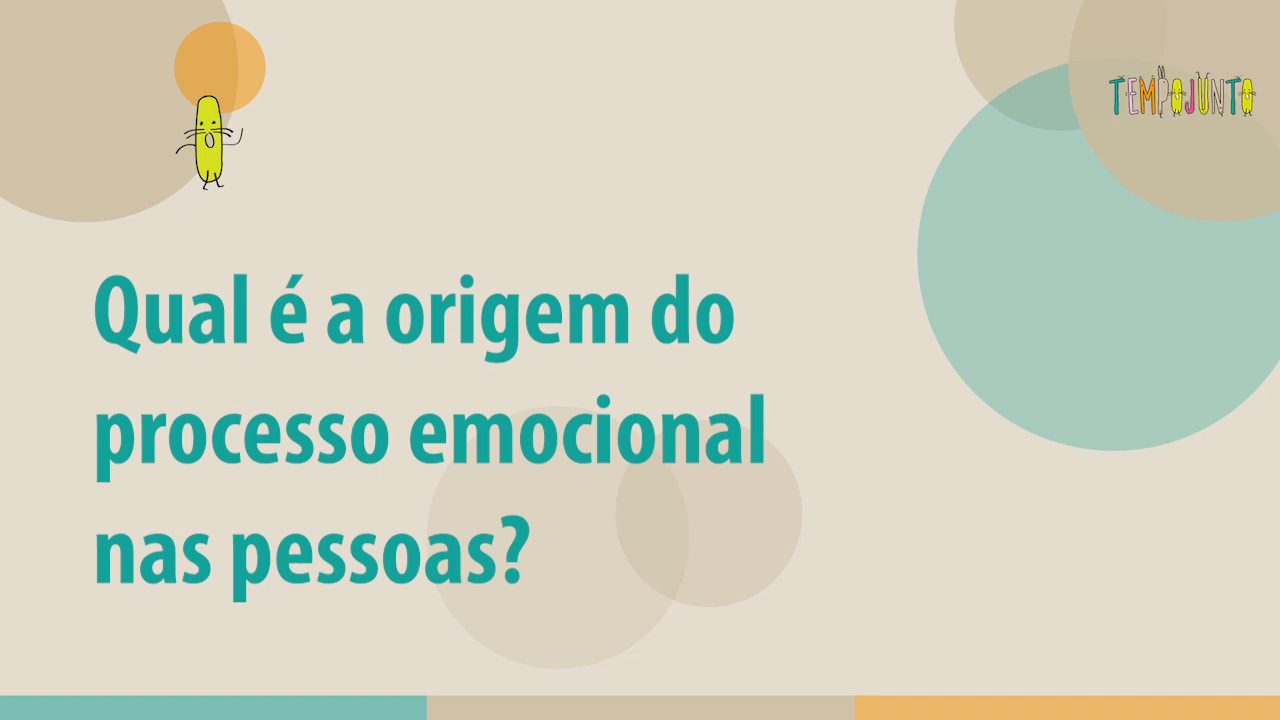 TEMPOJUNTO
Qual é a origem do
processo emocional
nas pessoas?